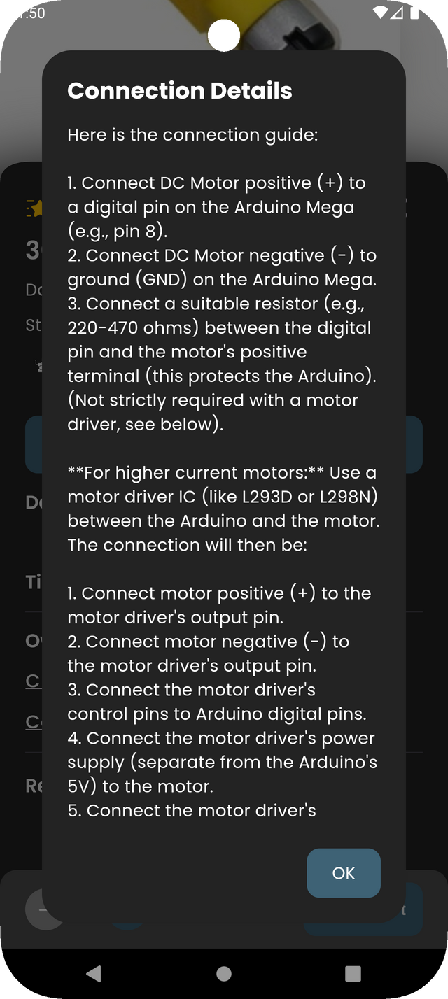 :50
Connection Details
Here is the connection guide:
1. Connect DC Motor positive (+) to
a digital pin on the Arduino Mega
(e.g., pin 8).
2. Connect DC Motor negative (-) to
ground (GND) on the Arduino Mega.
3. Connect a suitable resistor (e.g.,
220-470 ohms) between the digital
pin and the motor's positive
terminal (this protects the Arduino).
(Not strictly required with a motor
driver, see below).
**For higher current motors:** Use a
motor driver IC (like L293D or L298N)
between the Arduino and the motor.
The connection will then be:
1. Connect motor positive (+) to the
motor driver's output pin.
2. Connect motor negative (-) to
the motor driver's output pin.
3. Connect the motor driver's
control pins to Arduino digital pins.
4. Connect the motor driver's power
supply (separate from the Arduino's
5V) to the motor.
5. Connect the motor driver's
OK